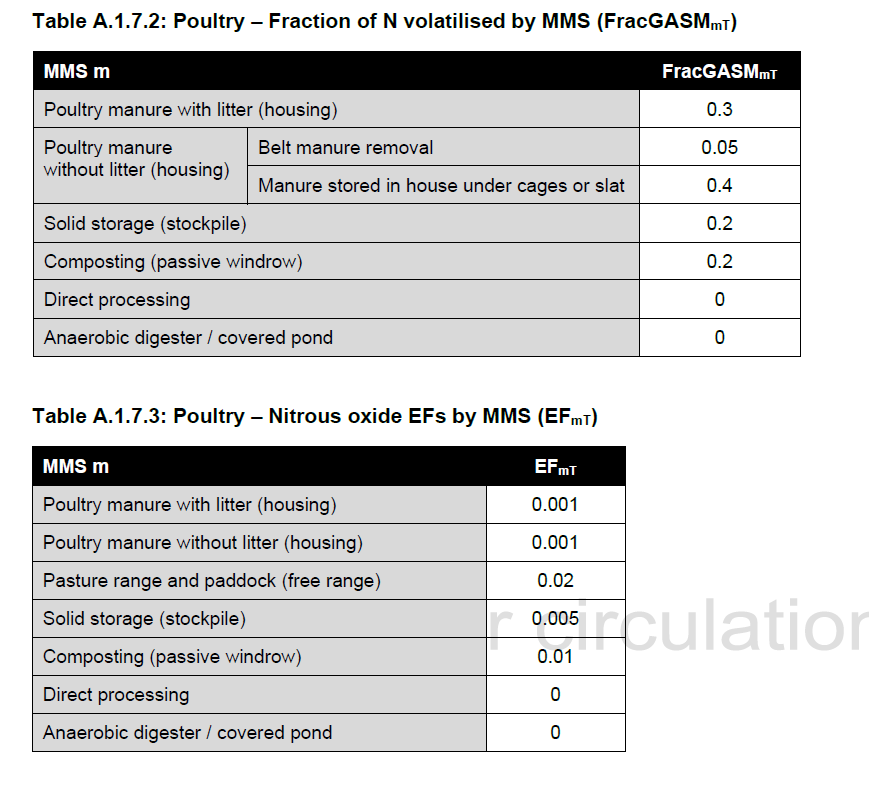 Table A.1.7.2: Poultry – Fraction of N volatilised by MMS (FracGASMmT)
MMS m FracGASMmT
Poultry manure with litter (housing) 0.3
Poultry manure without litter (housing) Belt manure removal 0.05
Manure stored in house under cages or slat 0.4
Solid storage (stockpile) 0.2
Composting (passive windrow) 0.2
Direct processing 0
Anaerobic digester / covered pond 0
Table A.1.7.3: Poultry – Nitrous oxide EFs by MMS (EFmT)
MMS m EFmT
Poultry manure with litter (housing) 0.001
Poultry manure without litter (housing) 0.001
Pasture range and paddock (free range) 0.02
Solid storage (stockpile) 0.005
r circulation
Composting (passive windrow) 0.01
Direct processing 0
Anaerobic digester / covered pond 0